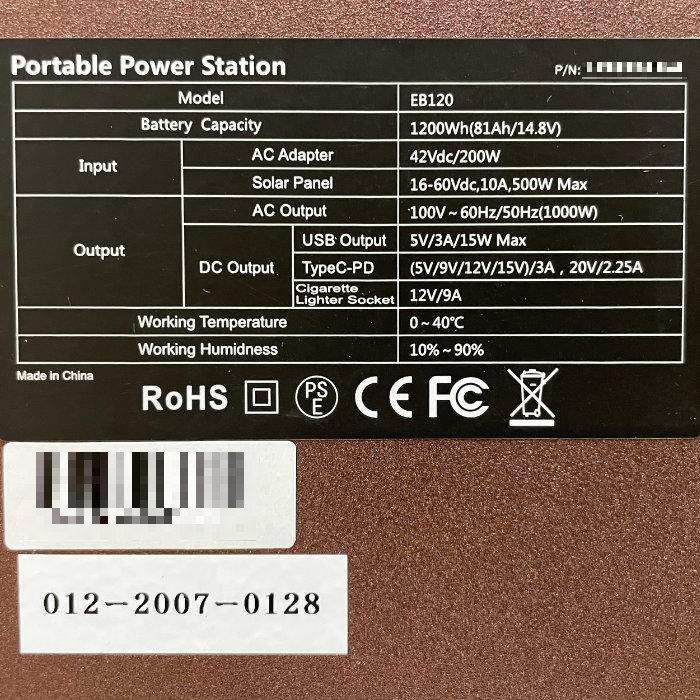 Portable Power Station
P/N:
Model EB120
Battery Capacity 1200Wh(81Ah/14.8V)
Input AC Adapter 42Vdc/200W
Solar Panel 16-60Vdc,10A,500W Max
Output AC Output 100V~60Hz/50Hz(1000W)
DC Output USB Output 5V/3A/15W Max
TypeC-PD (5V/9V/12V/15V)/3A , 20V/2.25A
Cigarette
Lighter Socket 12V/9A
Working Temperature 0~40℃
Working Humidness 10%~90%
Made in China
RoHS PS E CE FC
012-2007-0128